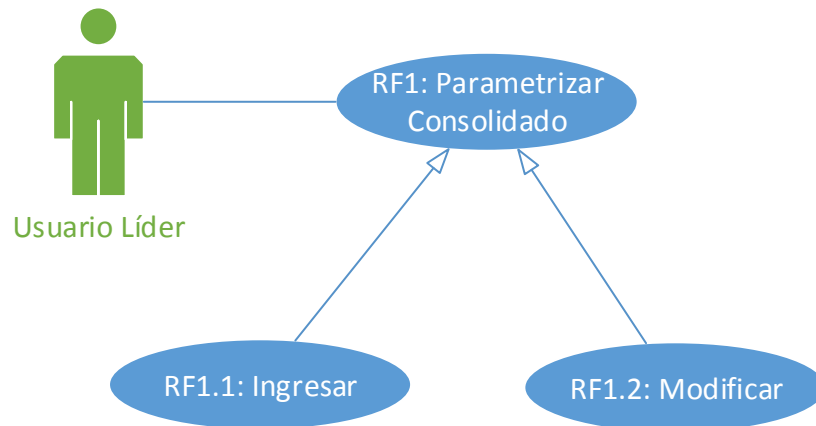 RF1: Parametrizar
Consolidado
Usuario Líder
RF1.1: Ingresar
RF1.2: Modificar